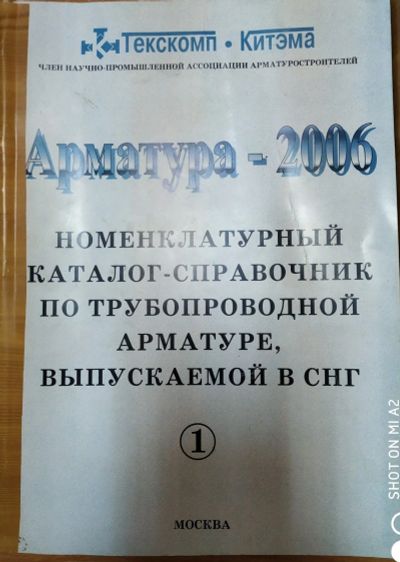 Текскомп • Китэма
ЧЛЕН НАУЧНО-ПРОМЫШЛЕННОЙ АССОЦИАЦИИ АРМАТУРОСТРОИТЕЛЕЙ
Арматура - 2006
НОМЕНКЛАТУРНЫЙ
КАТАЛОГ-СПРАВОЧНИК
ПО ТРУБОПРОВОДНОЙ
АРМАТУРЕ,
ВЫПУСКАЕМОЙ В СНГ
1
МОСКВА
SHOT ON MI A2